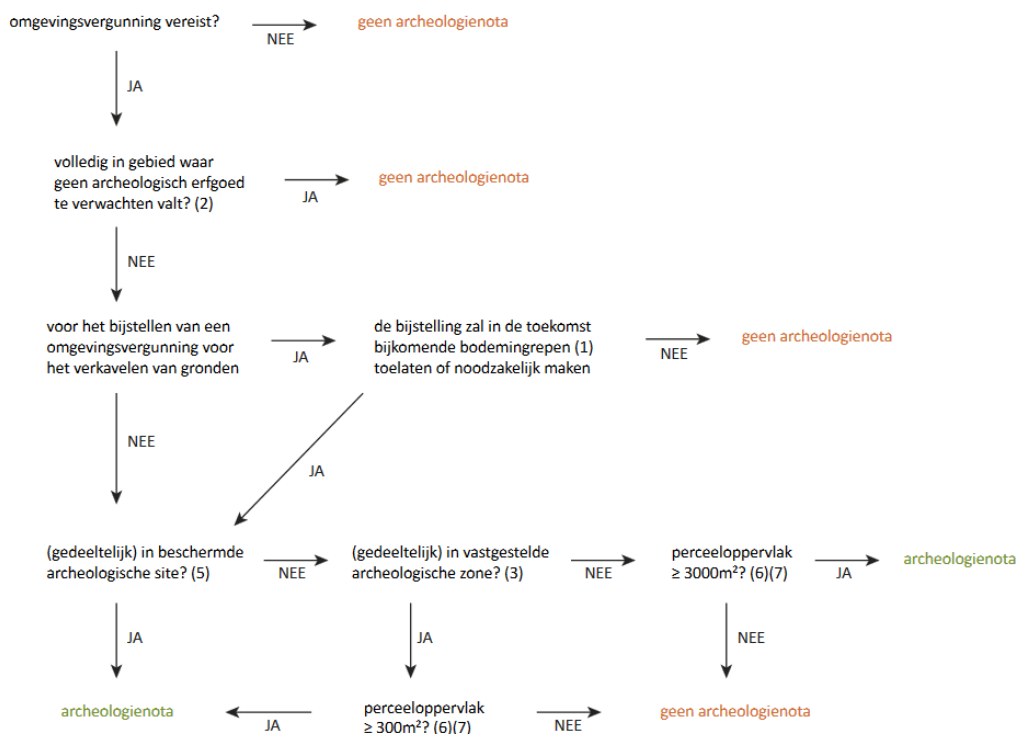 omgevingsvergunning vereist?
NEE
geen archeologienota
JA
volledig in gebied waar
geen archeologisch erfgoed
te verwachten valt? (2)
JA
geen archeologienota
NEE
voor het bijstellen van een
omgevingsvergunning voor
het verkavelen van gronden
JA
de bijstelling zal in de toekomst
bijkomende bodemingrepen (1)
toelaten of noodzakelijk maken
NEE
geen archeologienota
NEE
JA
(gedeeltelijk) in beschermde
archeologische site? (5)
NEE
(gedeeltelijk) in vastgestelde
archeologische zone? (3)
NEE
perceeloppervlak
≥ 3000m²? (6)(7)
JA
archeologienota
JA
JA
NEE
archeologienota
JA
perceeloppervlak
≥ 300m²? (6)(7)
NEE
geen archeologienota